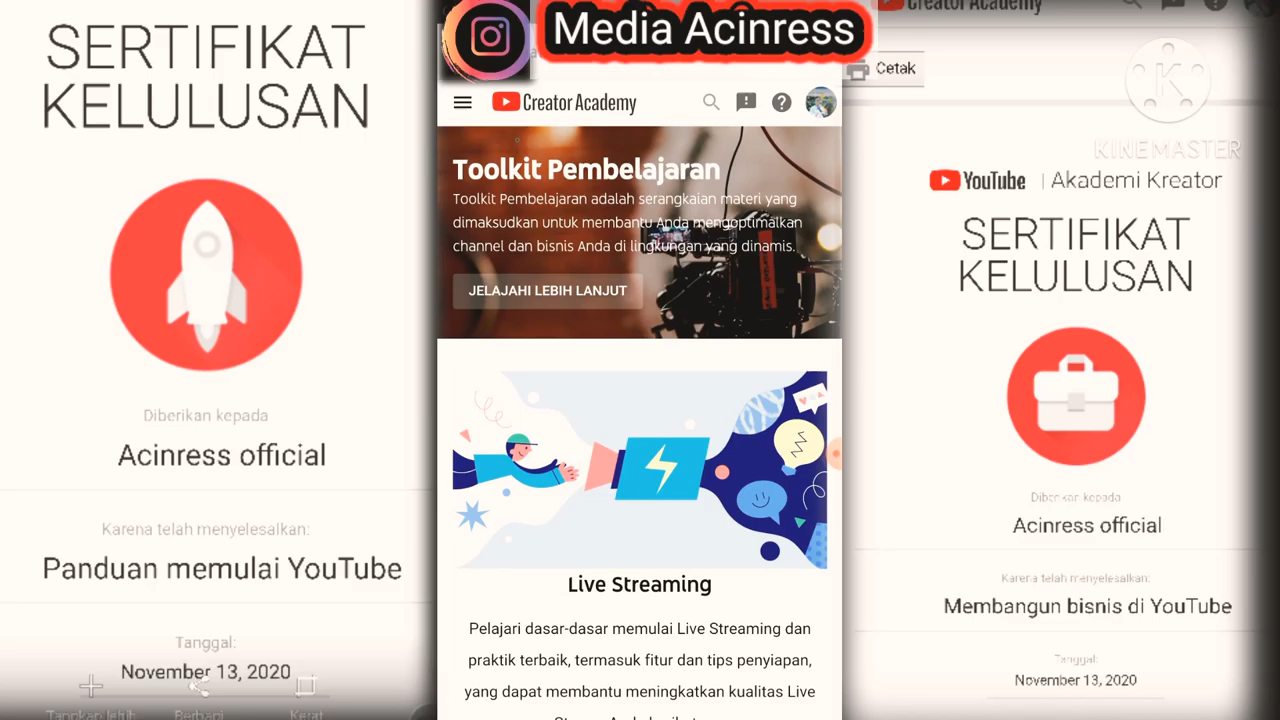 SERTIFIKAT
KELULUSAN
Diberikan kepada
Acinress official
Karena telah menyelesaikan:
Panduan memulai YouTube
Tanggal:
November 13, 2020
Berbagi
Media Acinress
Creator Academy
Toolkit Pembelajaran
Toolkit Pembelajaran adalah serangkaian materi yang
dimaksudkan untuk membantu Anda mengoptimalkan
channel dan bisnis Anda di lingkungan yang dinamis.
JELAJAHI LEBIH LANJUT
Live Streaming
Pelajari dasar-dasar memulai Live Streaming dan
praktik terbaik, termasuk fitur dan tips penyiapan,
yang dapat membantu meningkatkan kualitas Live
Creator Academy
Cetak
K
KINEMASTER
YouTube | Akademi Kreator
SERTIFIKAT
KELULUSAN
Diberikan kepada
Acinress official
Karena telah menyelesaikan:
Membangun bisnis di YouTube
Tanggal:
November 13, 2020